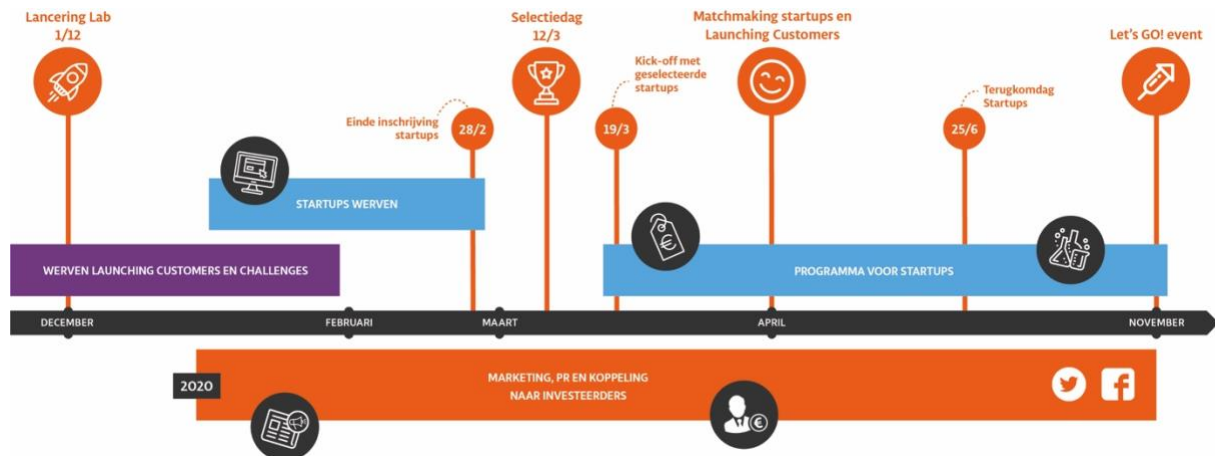 Lancering Lab
1/12
Selectiedag
12/3
Matchmaking startups en
Launching Customers
Let's GO! event
Kick-off met
geselecteerde
startups
Terugkomdag
Startups
Einde inschrijving
startups
28/2
19/3
25/6
STARTUPS WERVEN
€
WERVEN LAUNCHING CUSTOMERS EN CHALLENGES
PROGRAMMA VOOR STARTUPS
DECEMBER
FEBRUARI
MAART
APRIL
NOVEMBER
2020
MARKETING, PR EN KOPPELING
NAAR INVESTEERDERS
€